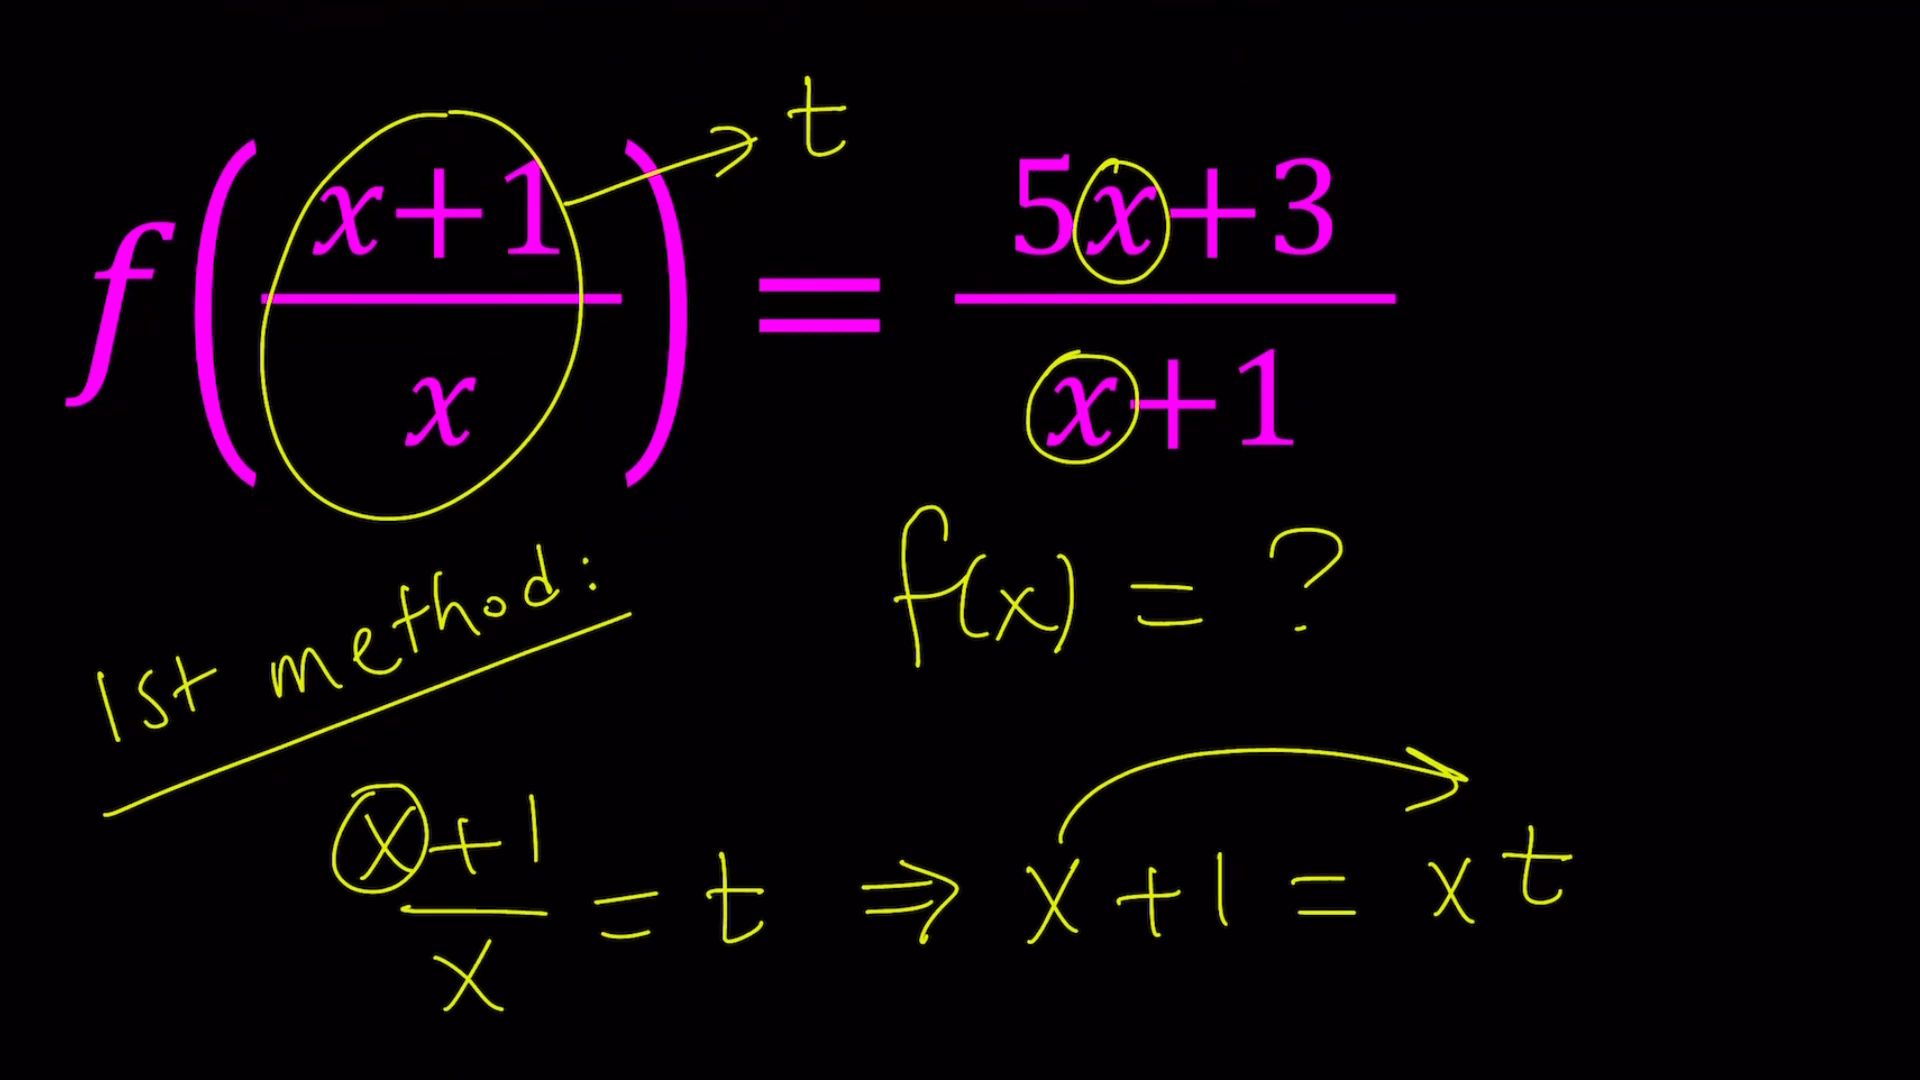 f((x+1)/x) = (5x+3)/(x+1)
t
f(x) = ?
1st method:
(x+1)/x = t ⇒ x+1 = xt